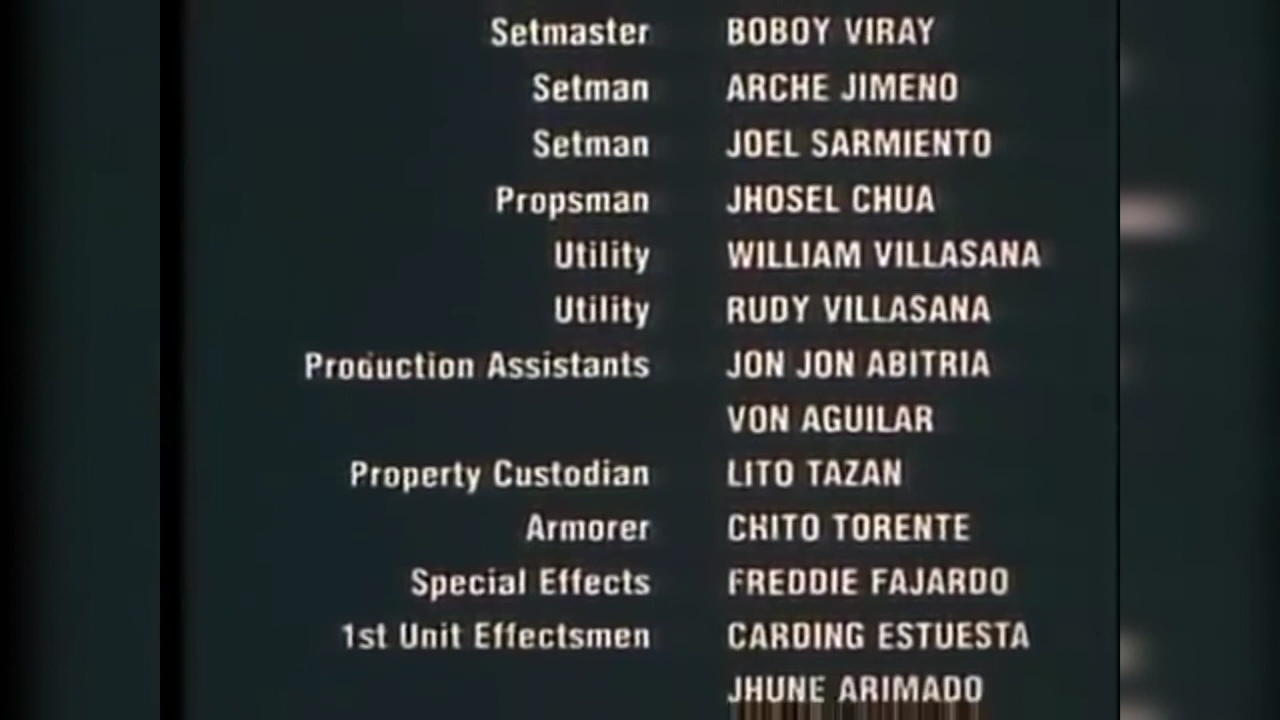 Setmaster BOBOY VIRAY
Setman ARCHE JIMENO
Setman JOEL SARMIENTO
Propsman JHOSEL CHUA
Utility WILLIAM VILLASANA
Utility RUDY VILLASANA
Production Assistants JON JON ABITRIA
VON AGUILAR
Property Custodian LITO TAZAN
Armorer CHITO TORENTE
Special Effects FREDDIE FAJARDO
1st Unit Effectsmen CARDING ESTUESTA
JHUNE ARIMADO